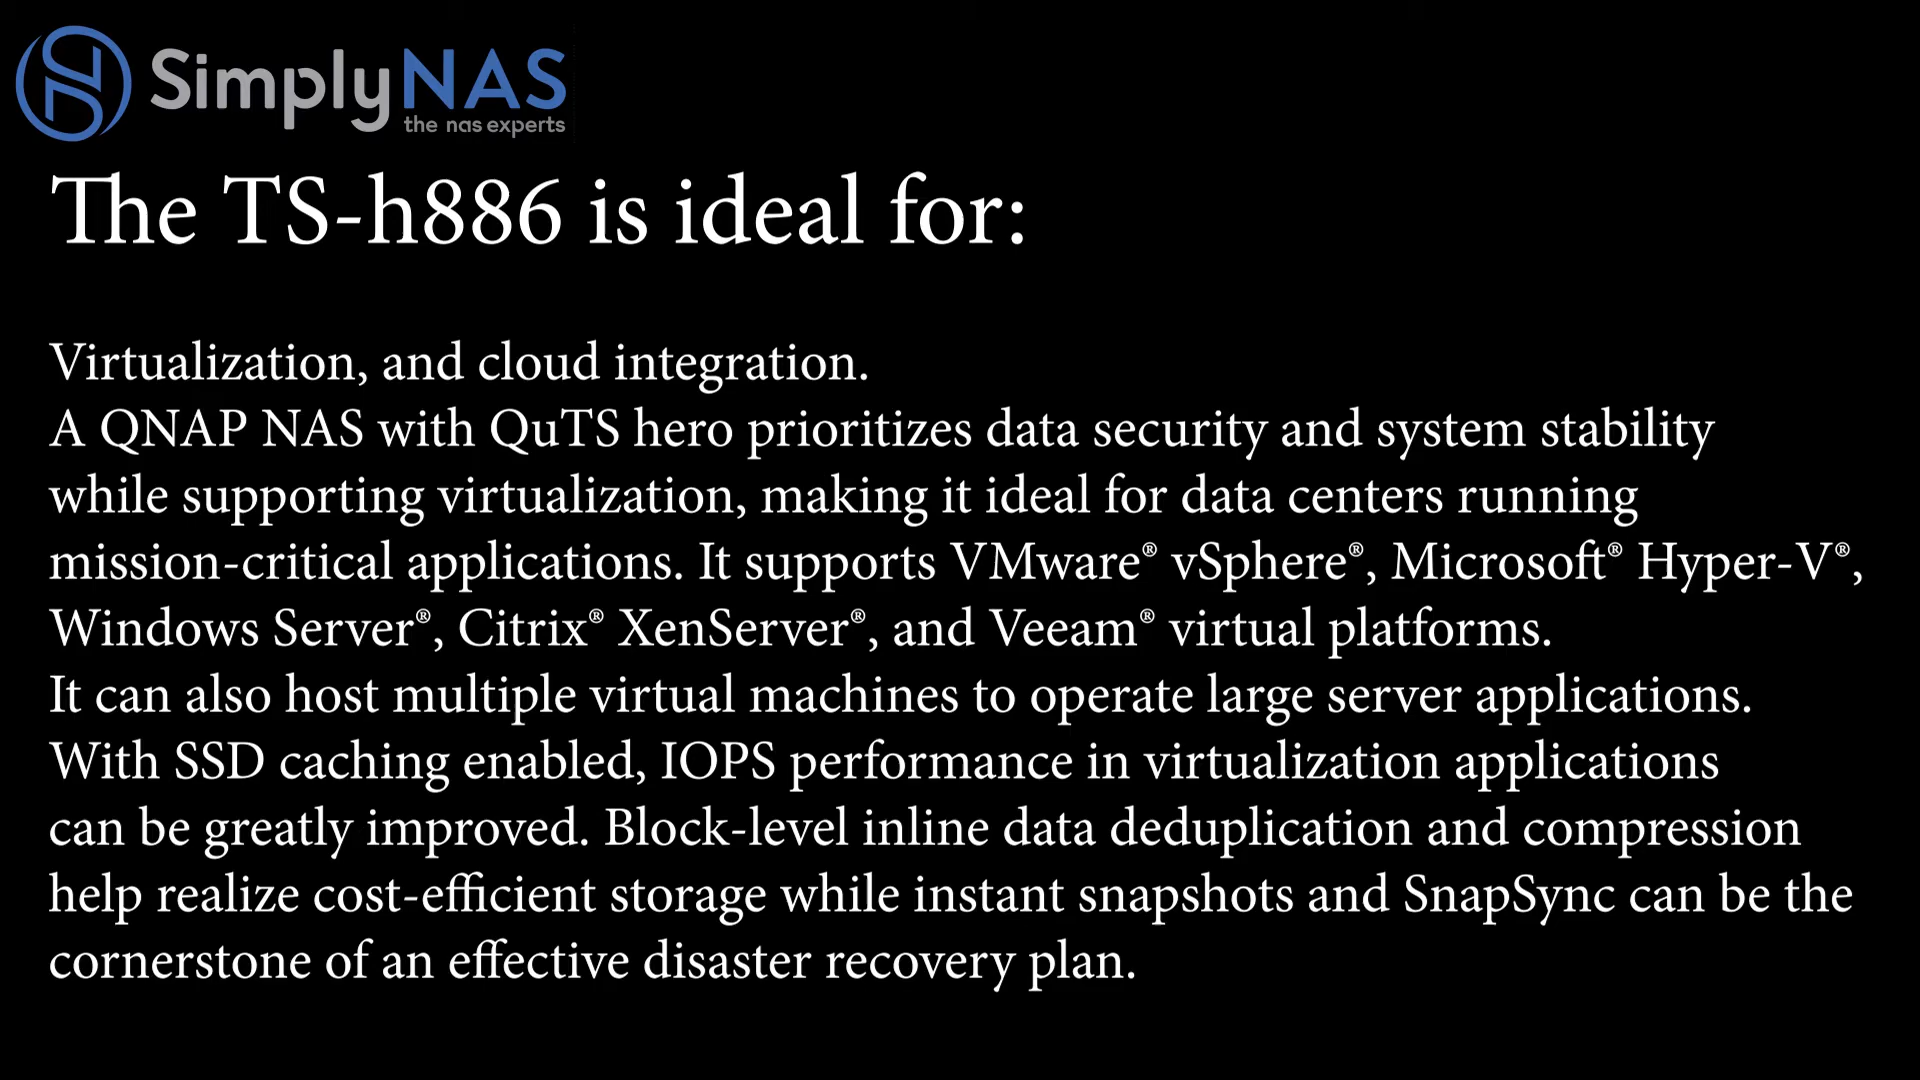 SimplyNAS
the nas experts
The TS-h886 is ideal for:
Virtualization, and cloud integration.
A QNAP NAS with QuTS hero prioritizes data security and system stability
while supporting virtualization, making it ideal for data centers running
mission-critical applications. It supports VMware® vSphere®, Microsoft® Hyper-V®,
Windows Server®, Citrix® XenServer®, and Veeam® virtual platforms.
It can also host multiple virtual machines to operate large server applications.
With SSD caching enabled, IOPS performance in virtualization applications
can be greatly improved. Block-level inline data deduplication and compression
help realize cost-efficient storage while instant snapshots and SnapSync can be the
cornerstone of an effective disaster recovery plan.